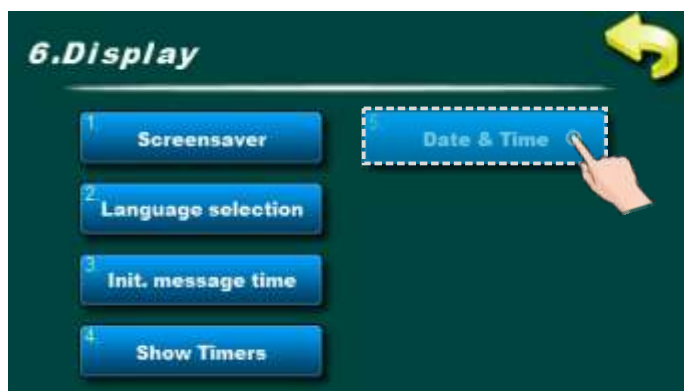 6.Display
1. Screensaver
2. Language selection
3. Init. message time
4. Show Timers
5. Date & Time